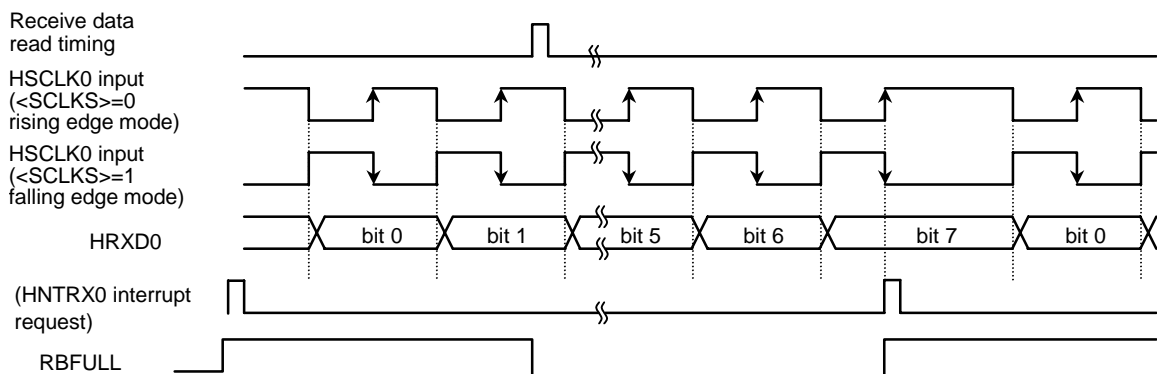 Receive data
read timing
HSCLK0 input
(<SCLKS>=0
rising edge mode)
HSCLK0 input
(<SCLKS>=1
falling edge mode)
HRXD0
bit 0
bit 1
bit 5
bit 6
bit 7
bit 0
(HNTRX0 interrupt
request)
RBFULL